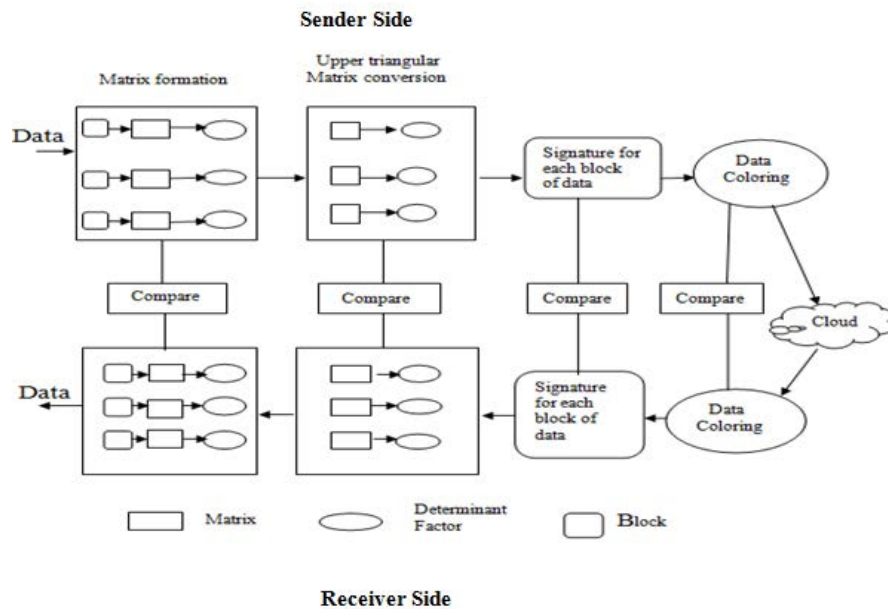 Sender Side
Upper triangular
Matrix conversion
Matrix formation
Data
Signature for
each block
of data
Data
Coloring
Compare
Compare
Compare
Compare
Cloud
Data
Signature
for each
block of
data
Data
Coloring
Matrix
Determinant
Factor
Block
Receiver Side